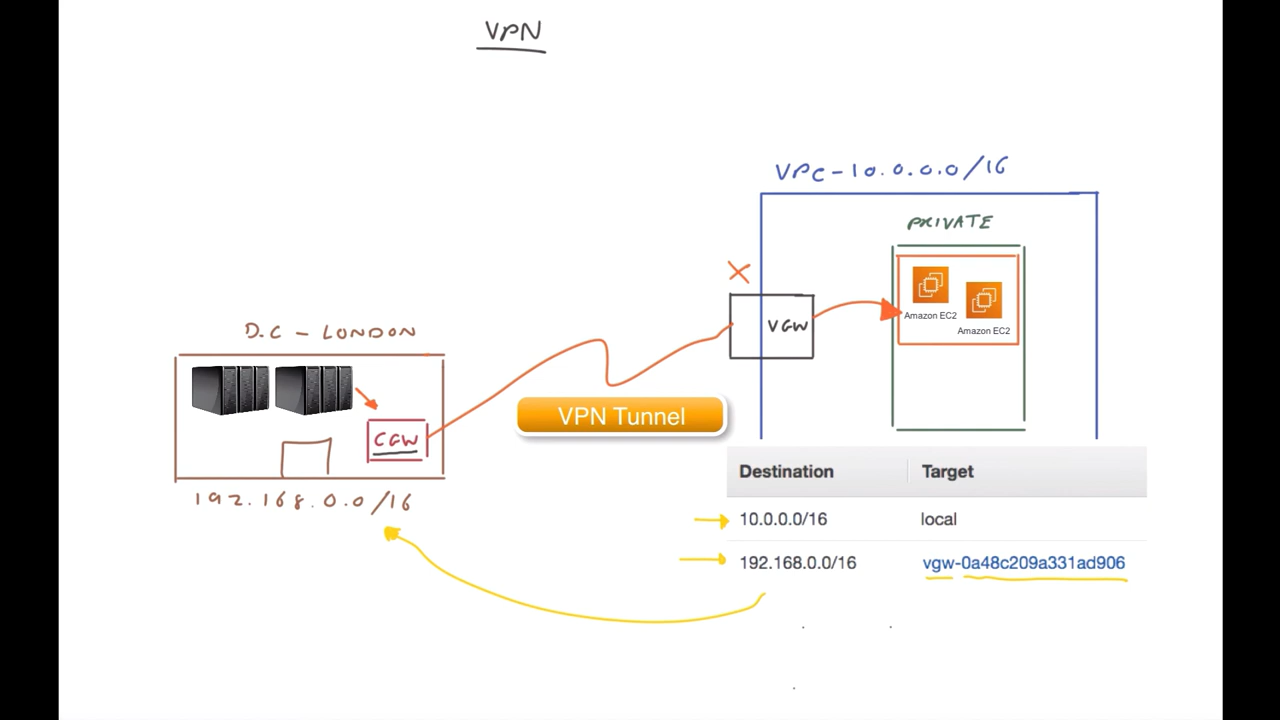 VPN
VPC-10.0.0.0/16
PRIVATE
Amazon EC2
Amazon EC2
X
VGW
D.C - LONDON
CGW
192.168.0.0/16
VPN Tunnel
Destination Target
10.0.0.0/16 local
192.168.0.0/16 vgw-0a48c209a331ad906